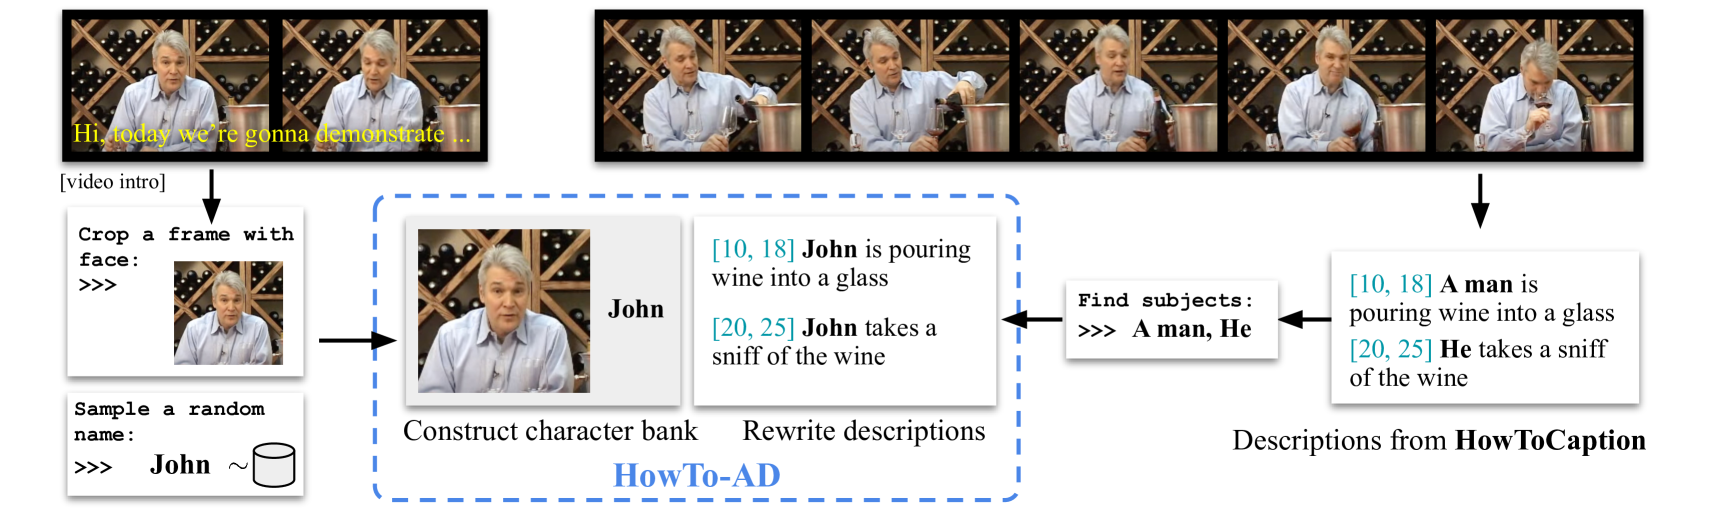 Hi, today we're gonna demonstrate ...
[video intro]
Crop a frame with
face:
>>>
Sample a random
name:
>>> John ~
John
Construct character bank
[10, 18] John is pouring
wine into a glass
[20, 25] John takes a
sniff of the wine
Rewrite descriptions
HowTo-AD
Find subjects:
>>> A man, He
[10, 18] A man is
pouring wine into a glass
[20, 25] He takes a sniff
of the wine
Descriptions from HowToCaption